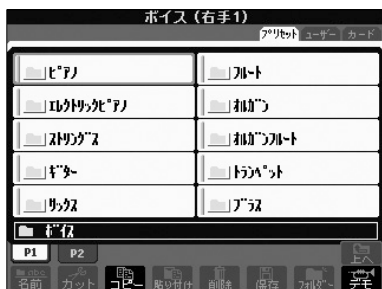 ボイス(右手1)
ﾌﾟﾘｾｯﾄ ユーザー カード
ﾋﾟｱﾉ ﾌﾙｰﾄ
ｴﾚｸﾄﾘｯｸﾋﾟｱﾉ ｵﾙｶﾞﾝ
ｽﾄﾘﾝｸﾞｽ ｵﾙｶﾞﾝﾌﾙｰﾄ
ｷﾞﾀｰ ﾄﾗﾝﾍﾟｯﾄ
ｻｯｸｽ ﾌﾞﾗｽ
ﾎﾞｲｽ
P1 P2 上へ
名前 カット コピー 貼り付け 削除 保存 ﾌｫﾙﾀﾞｰ デモ